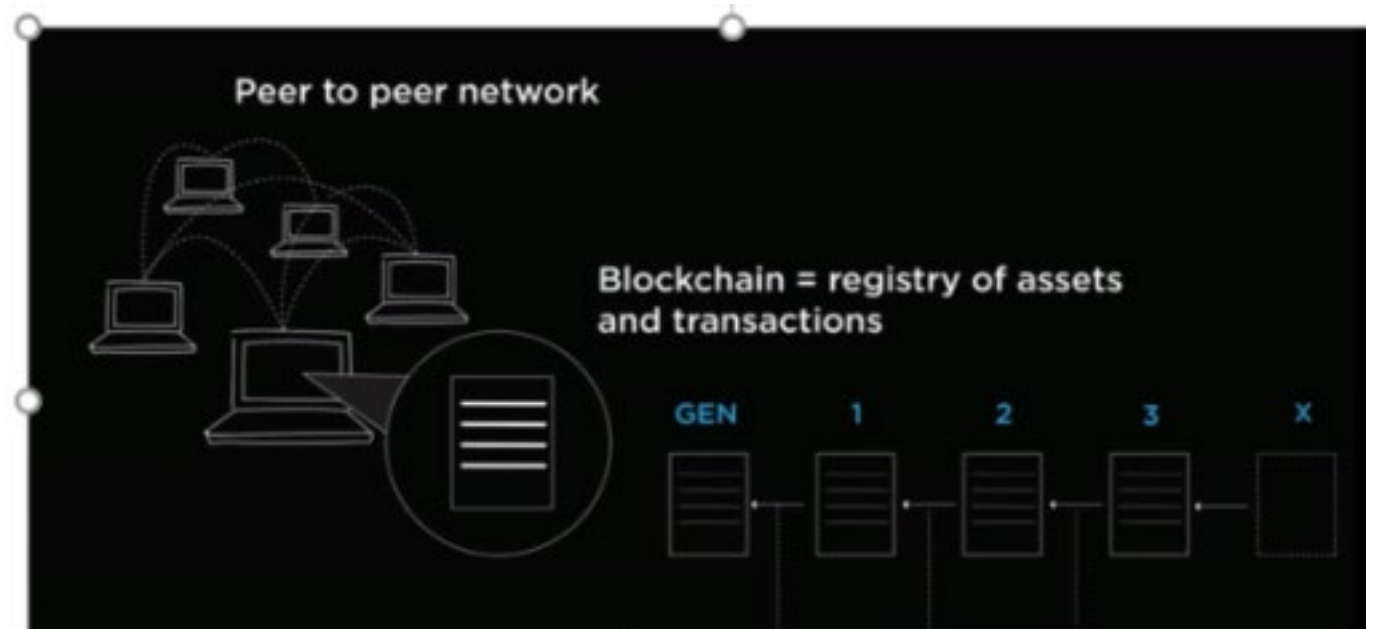 Peer to peer network
Blockchain = registry of assets
and transactions
GEN 1 2 3 X